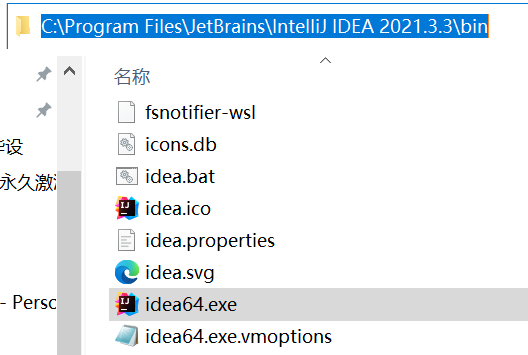 C:\Program Files\JetBrains\IntelliJ IDEA 2021.3.3\bin
名称
fsnotifier-wsl
设
icons.db
永久激
idea.bat
idea.ico
idea.properties
idea.svg
- Perso
idea64.exe
idea64.exe.vmoptions